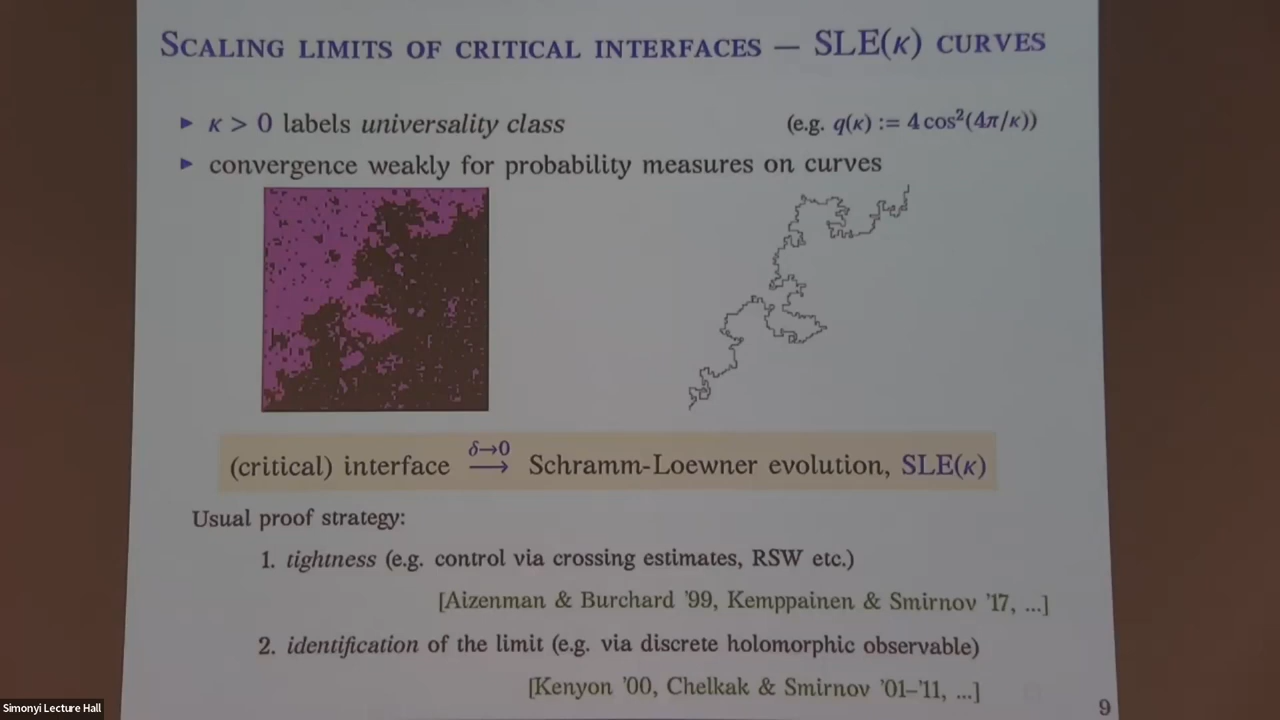 SCALING LIMITS OF CRITICAL INTERFACES — SLE(κ) CURVES
▸ κ > 0 labels universality class (e.g. q(κ) := 4 cos²(4π/κ))
▸ convergence weakly for probability measures on curves
(critical) interface δ→0 ⟶ Schramm-Loewner evolution, SLE(κ)
Usual proof strategy:
1. tightness (e.g. control via crossing estimates, RSW etc.)
[Aizenman & Burchard '99, Kemppainen & Smirnov '17, ...]
2. identification of the limit (e.g. via discrete holomorphic observable)
[Kenyon '00, Chelkak & Smirnov '01–'11, ...]
9
Simonyi Lecture Hall